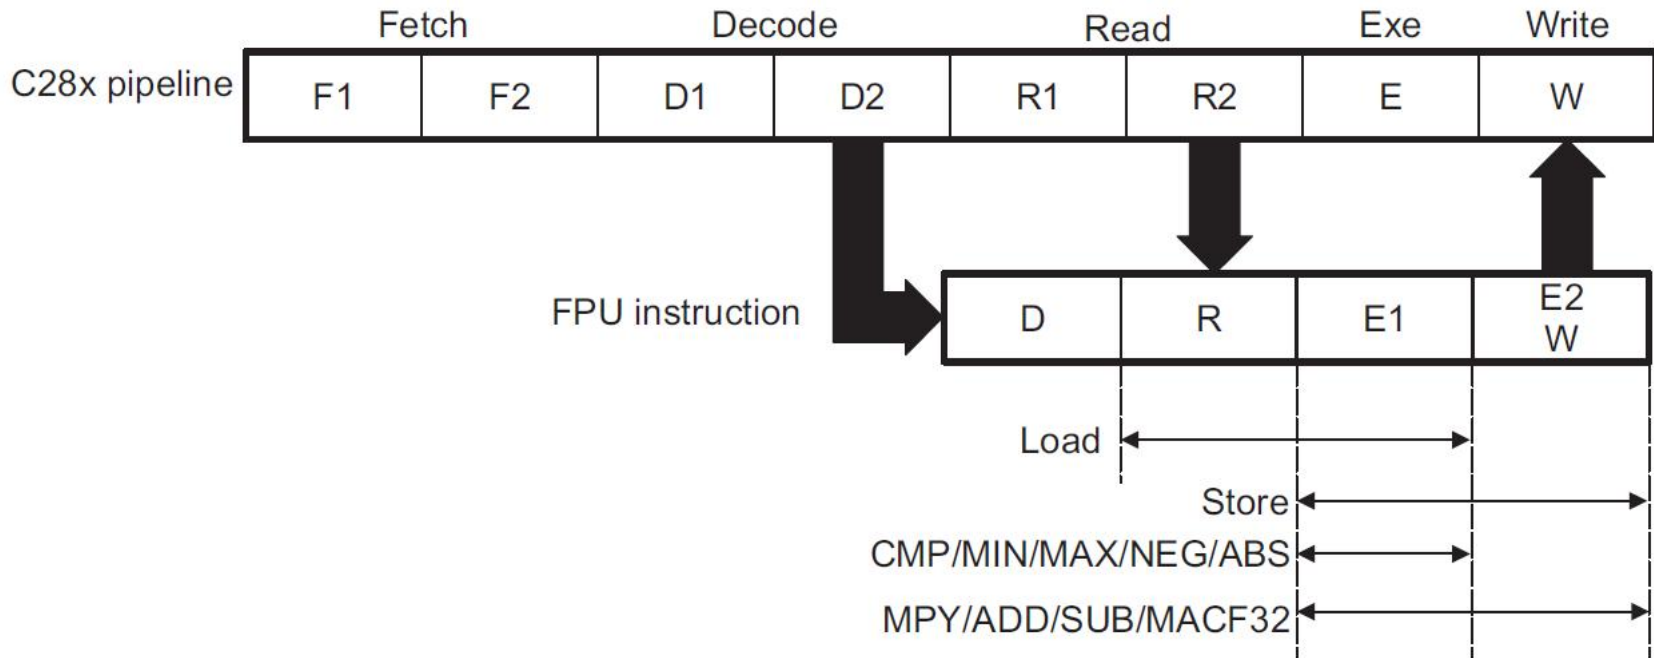 Fetch Decode Read Exe Write
C28x pipeline F1 F2 D1 D2 R1 R2 E W
FPU instruction D R E1 E2
W
Load
Store
CMP/MIN/MAX/NEG/ABS
MPY/ADD/SUB/MACF32